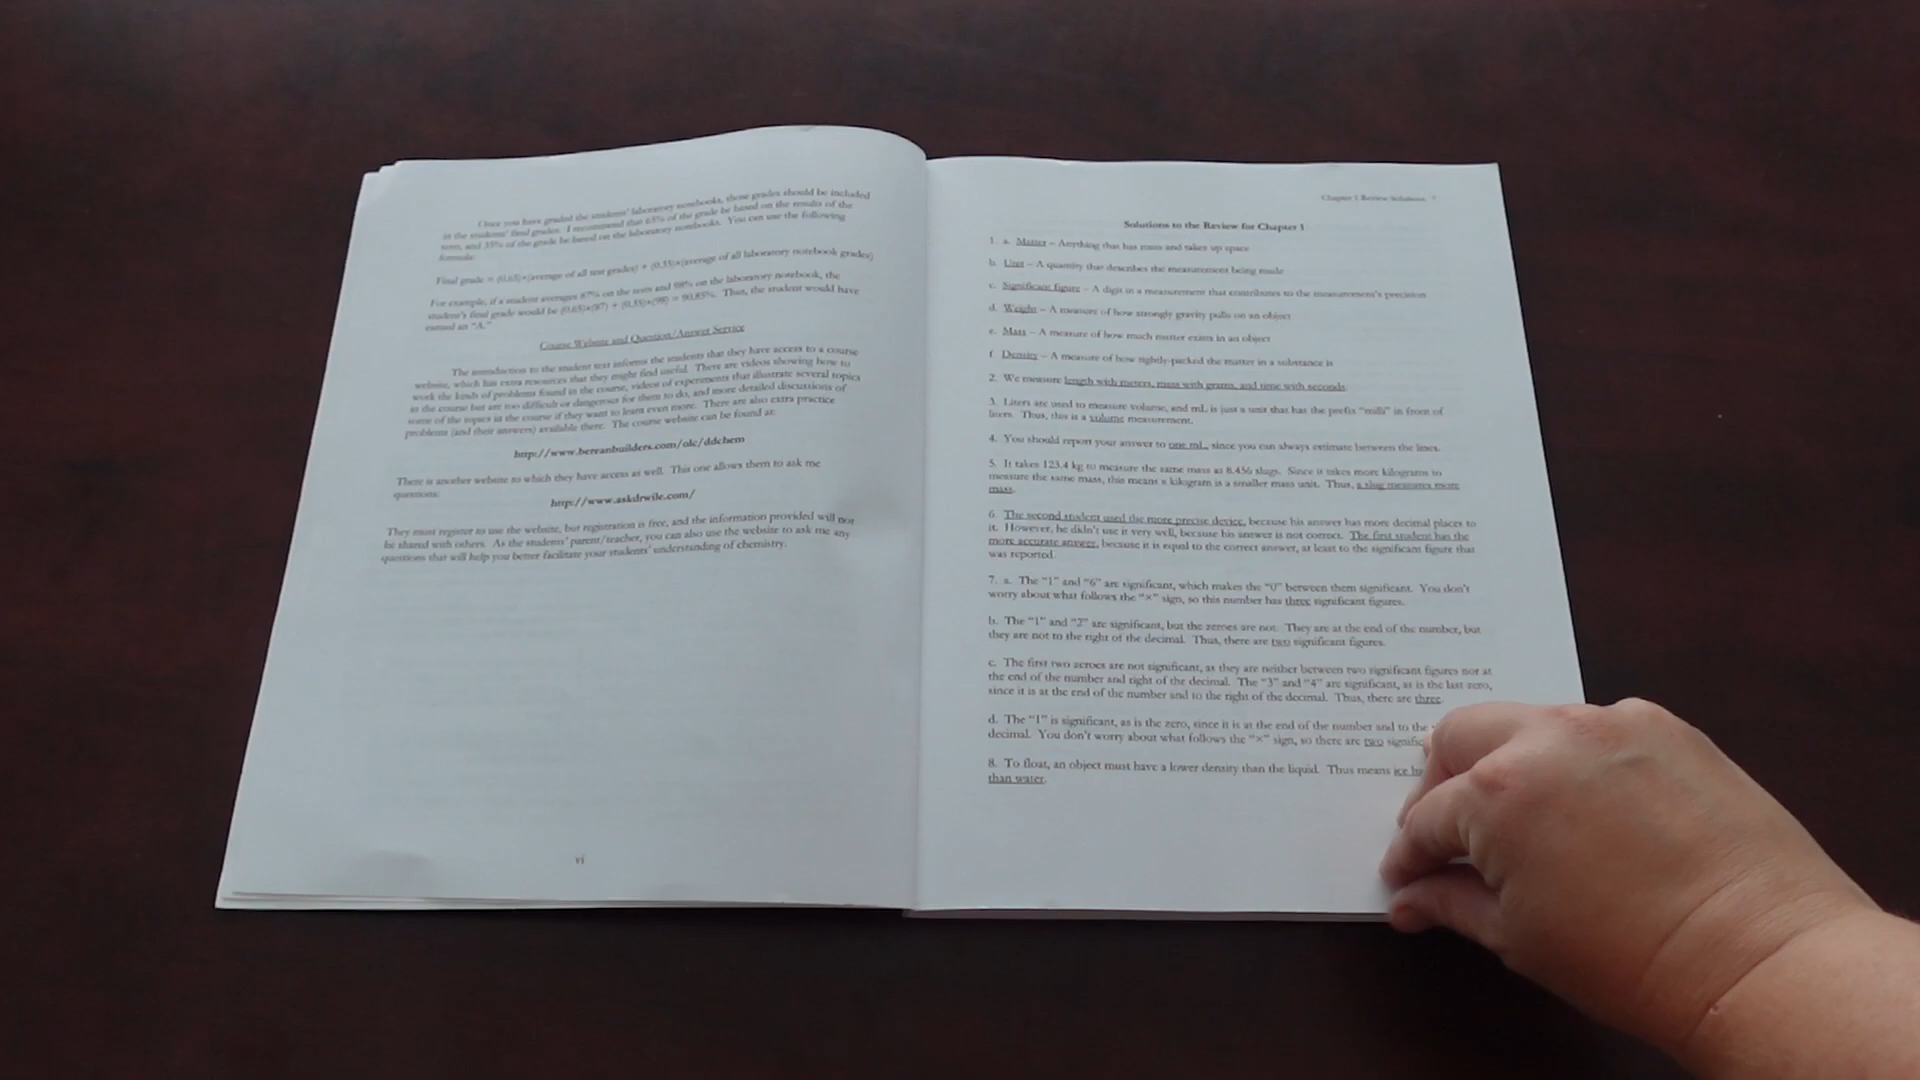 Once you have graded the students' laboratory notebooks, those grades should be included
in the students' final grades. I recommend that 65% of the grade be based on the results of the
tests, and 35% of the grade be based on the laboratory notebooks. You can use the following
formula:
Final grade = (0.65)×(average of all test grades) + (0.35)×(average of all laboratory notebook grades)
For example, if a student averages 87% on the tests and 98% on the laboratory notebook, the
student's final grade would be (0.65)×(87) + (0.35)×(98) = 90.85%. Thus, the student would have
earned an "A."
Course Website and Question/Answer Service
The introduction to the student text informs the students that they have access to a course
website, which has extra resources that they might find useful. There are videos showing how to
work the kinds of problems found in the course, videos of experiments that illustrate several topics
in the course but are too difficult or dangerous for them to do, and more detailed discussions of
some of the topics in the course if they want to learn even more. There are also extra practice
problems (and their answers) available there. The course website can be found at:
http://www.bereanbuilders.com/olc/ddchem
There is another website to which they have access as well. This one allows them to ask me
questions:
http://www.askdrwile.com/
They must register to use the website, but registration is free, and the information provided will not
be shared with others. As the students' parent/teacher, you can also use the website to ask me any
questions that will help you better facilitate your students' understanding of chemistry.
vi
Chapter 1 Review Solutions
Solutions to the Review for Chapter 1
1. a. Matter – Anything that has mass and takes up space
b. Unit – A quantity that describes the measurement being made
c. Significant figure – A digit in a measurement that contributes to the measurement's precision
d. Weight – A measure of how strongly gravity pulls on an object
e. Mass – A measure of how much matter exists in an object
f. Density – A measure of how tightly-packed the matter in a substance is
2. We measure length with meters, mass with grams, and time with seconds.
3. Liters are used to measure volume, and mL is just a unit that has the prefix "milli" in front of
liters. Thus, this is a volume measurement.
4. You should report your answer to one mL, since you can always estimate between the lines.
5. It takes 123.4 kg to measure the same mass as 8.456 slugs. Since it takes more kilograms to
measure the same mass, this means a kilogram is a smaller mass unit. Thus, a slug measures more
mass.
6. The second student used the more precise device, because his answer has more decimal places to
it. However, he didn't use it very well, because his answer is not correct. The first student has the
more accurate answer, because it is equal to the correct answer, at least to the significant figure that
was reported.
7. a. The "1" and "6" are significant, which makes the "0" between them significant. You don't
worry about what follows the "×" sign, so this number has three significant figures.
b. The "1" and "2" are significant, but the zeroes are not. They are at the end of the number, but
they are not to the right of the decimal. Thus, there are two significant figures.
c. The first two zeroes are not significant, as they are neither between two significant figures nor at
the end of the number and right of the decimal. The "3" and "4" are significant, as is the last zero,
since it is at the end of the number and to the right of the decimal. Thus, there are three.
d. The "1" is significant, as is the zero, since it is at the end of the number and to the
decimal. You don't worry about what follows the "×" sign, so there are two signific
8. To float, an object must have a lower density than the liquid. Thus means ice
than water.